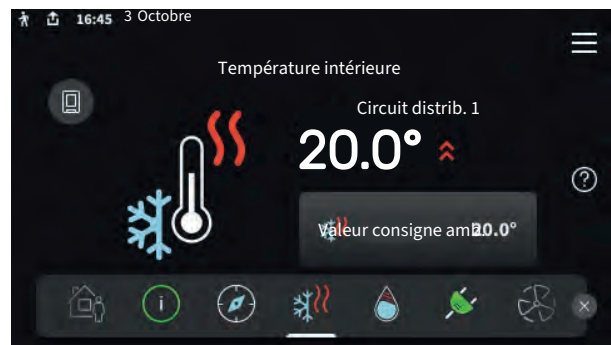 16:45 3 Octobre
Température intérieure
Circuit distrib. 1
20.0°
?
Valeur consigne amb. 20.0°
i